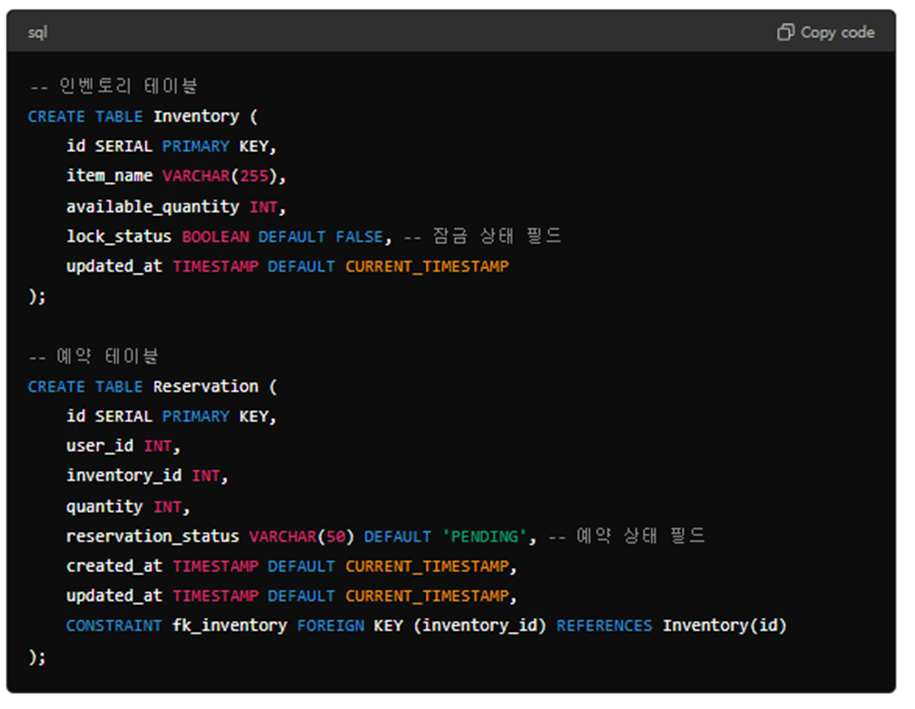 sql
Copy code
-- 인벤토리 테이블
CREATE TABLE Inventory (
    id SERIAL PRIMARY KEY,
    item_name VARCHAR(255),
    available_quantity INT,
    lock_status BOOLEAN DEFAULT FALSE, -- 잠금 상태 필드
    updated_at TIMESTAMP DEFAULT CURRENT_TIMESTAMP
);
-- 예약 테이블
CREATE TABLE Reservation (
    id SERIAL PRIMARY KEY,
    user_id INT,
    inventory_id INT,
    quantity INT,
    reservation_status VARCHAR(50) DEFAULT 'PENDING', -- 예약 상태 필드
    created_at TIMESTAMP DEFAULT CURRENT_TIMESTAMP,
    updated_at TIMESTAMP DEFAULT CURRENT_TIMESTAMP,
    CONSTRAINT fk_inventory FOREIGN KEY (inventory_id) REFERENCES Inventory(id)
);